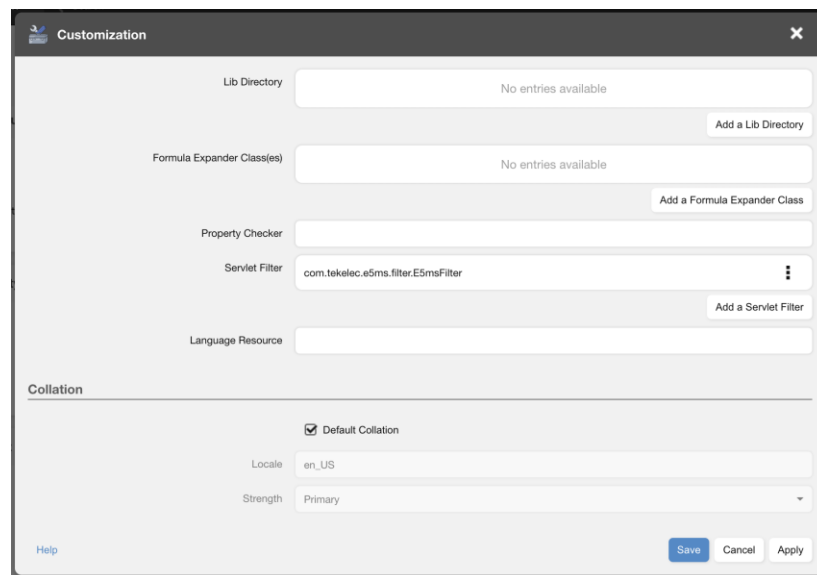 Customization
Lib Directory
No entries available
Add a Lib Directory
Formula Expander Class(es)
No entries available
Add a Formula Expander Class
Property Checker
Servlet Filter
com.tekelec.e5ms.filter.E5msFilter
Add a Servlet Filter
Language Resource
Collation
Default Collation
Locale
en_US
Strength
Primary
Help
Save
Cancel
Apply